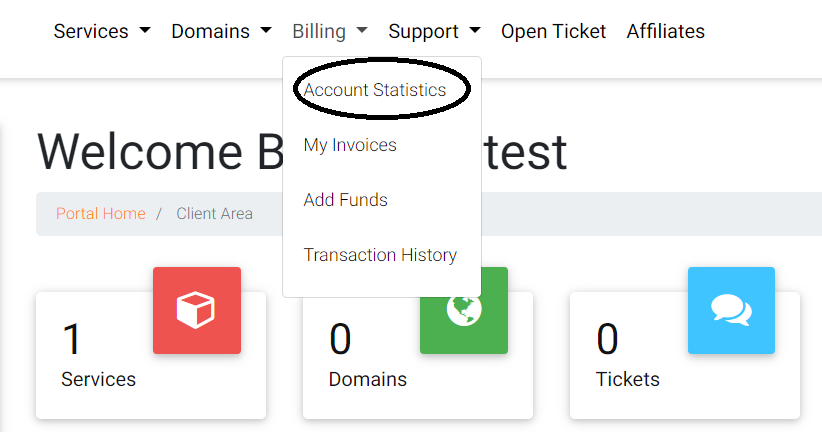 Services Domains Billing Support Open Ticket Affiliates
Account Statistics
My Invoices
Add Funds
Transaction History
Welcome B test
Portal Home / Client Area
1
Services
0
Domains
0
Tickets